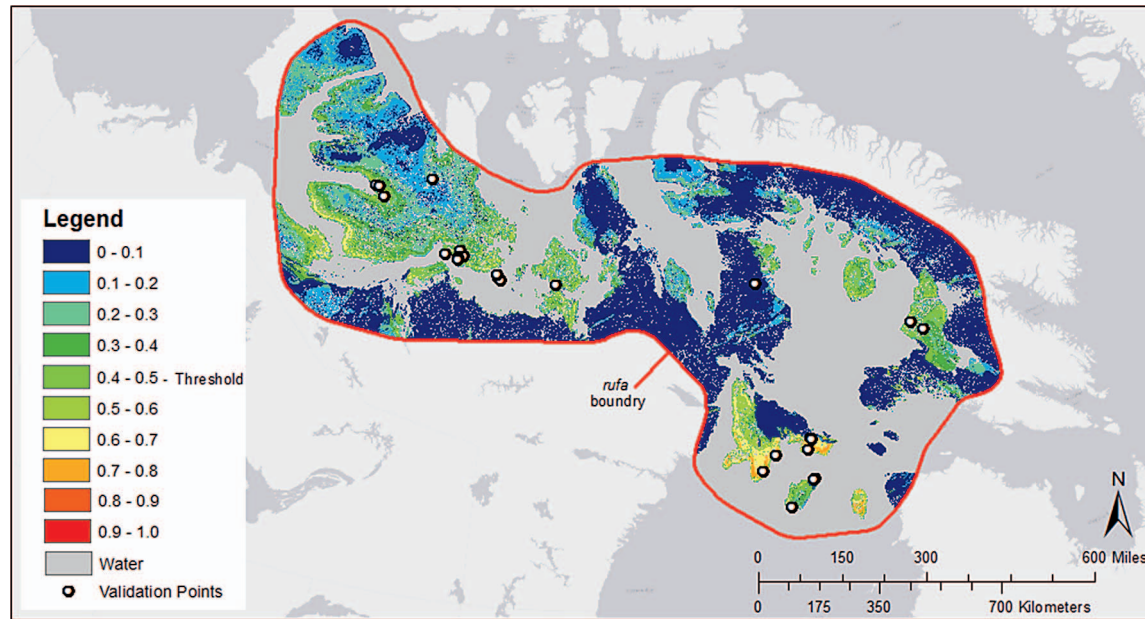 Legend
0 - 0.1
0.1 - 0.2
0.2 - 0.3
0.3 - 0.4
0.4 - 0.5 - Threshold
0.5 - 0.6
0.6 - 0.7
0.7 - 0.8
0.8 - 0.9
0.9 - 1.0
Water
Validation Points
rufa
boundry
N
0 150 300 600 Miles
0 175 350 700 Kilometers